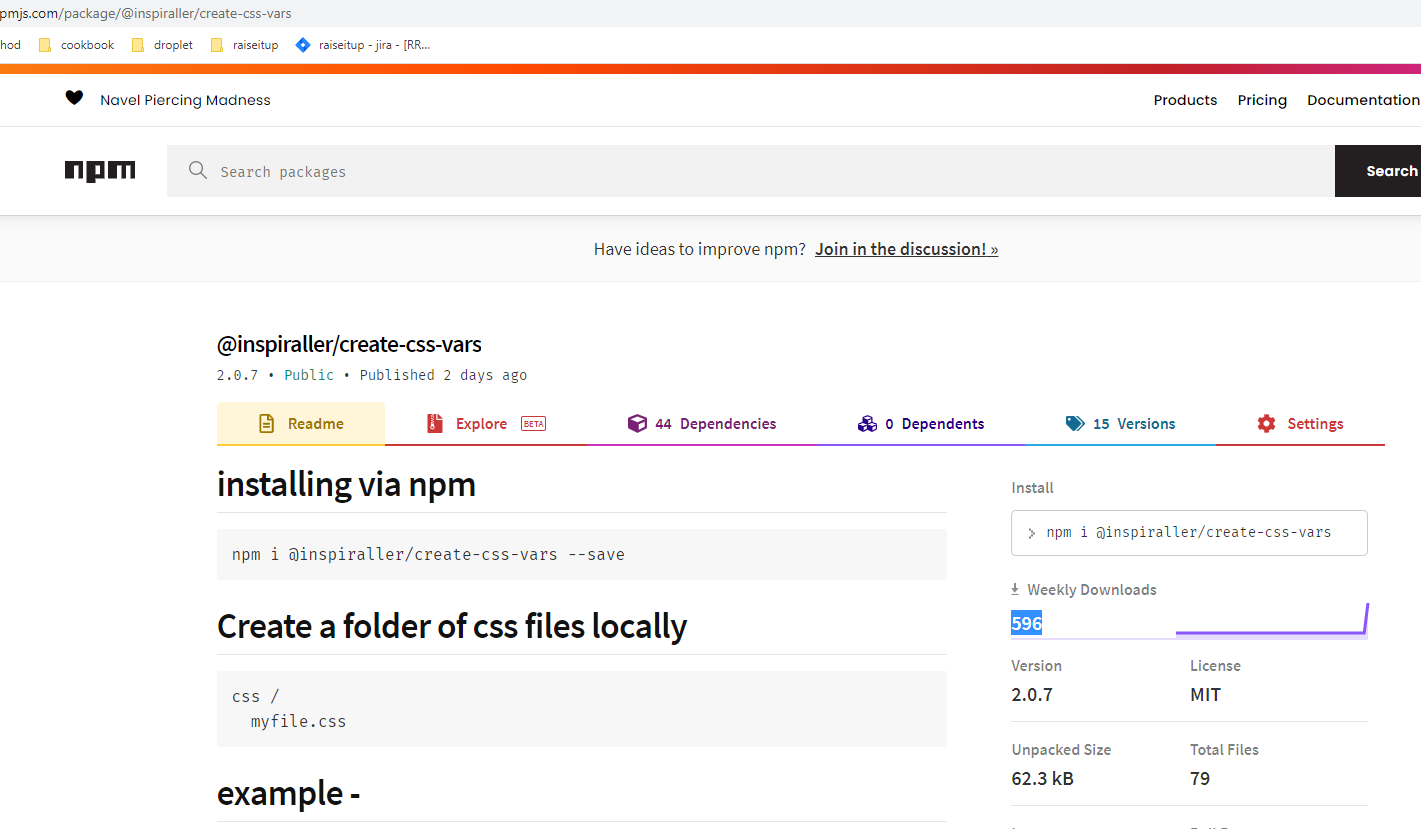 pmjs.com/package/@inspiraller/create-css-vars
hod cookbook droplet raiseitup raiseitup - jira - [RR...
Navel Piercing Madness Products Pricing Documentation
npm Search packages Search
Have ideas to improve npm? Join in the discussion! »
@inspiraller/create-css-vars
2.0.7 • Public • Published 2 days ago
Readme Explore BETA 44 Dependencies 0 Dependents 15 Versions Settings
installing via npm
npm i @inspiraller/create-css-vars --save
Create a folder of css files locally
css /
myfile.css
example -
Install
> npm i @inspiraller/create-css-vars
Weekly Downloads
596
Version License
2.0.7 MIT
Unpacked Size Total Files
62.3 kB 79